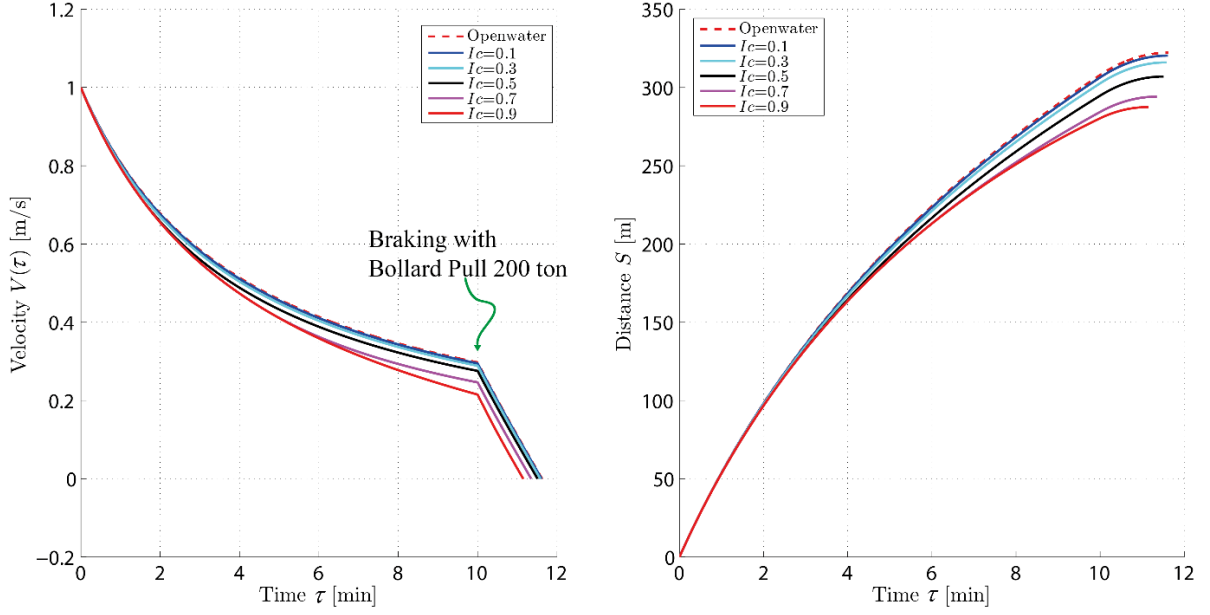 1.2
1
0.8
0.6
0.4
0.2
0
−0.2
0 2 4 6 8 10 12
Velocity V(τ) [m/s]
Time τ [min]
Openwater
Ic=0.1
Ic=0.3
Ic=0.5
Ic=0.7
Ic=0.9
Braking with
Bollard Pull 200 ton
350
300
250
200
150
100
50
0
0 2 4 6 8 10 12
Distance S [m]
Time τ [min]
Openwater
Ic=0.1
Ic=0.3
Ic=0.5
Ic=0.7
Ic=0.9